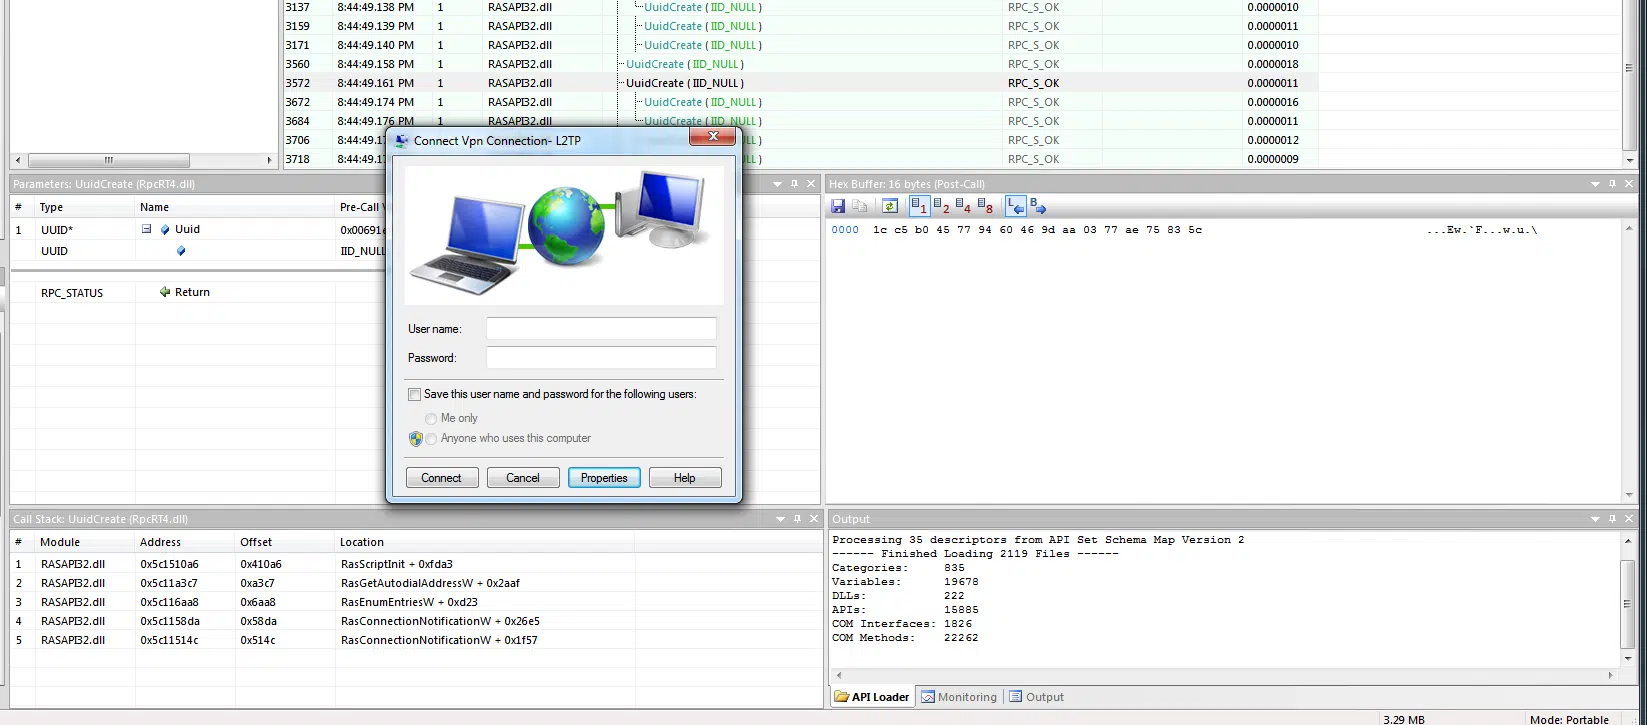 3137 8:44:49.138 PM 1 RASAPI32.dll UuidCreate ( IID_NULL ) RPC_S_OK 0.0000010
3159 8:44:49.139 PM 1 RASAPI32.dll UuidCreate ( IID_NULL ) RPC_S_OK 0.0000011
3171 8:44:49.140 PM 1 RASAPI32.dll UuidCreate ( IID_NULL ) RPC_S_OK 0.0000010
3560 8:44:49.158 PM 1 RASAPI32.dll UuidCreate ( IID_NULL ) RPC_S_OK 0.0000018
3572 8:44:49.161 PM 1 RASAPI32.dll UuidCreate ( IID_NULL ) RPC_S_OK 0.0000011
3672 8:44:49.174 PM 1 RASAPI32.dll UuidCreate ( IID_NULL ) RPC_S_OK 0.0000016
3684 8:44:49.176 PM 1 RASAPI32.dll UuidCreate ( IID_NULL ) RPC_S_OK 0.0000011
3706 8:44:49.1 RPC_S_OK 0.0000012
3718 8:44:49.1 RPC_S_OK 0.0000009
Parameters: UuidCreate (RpcRT4.dll)
# Type Name Pre-Call V
1 UUID* Uuid 0x00691e
UUID IID_NULL
RPC_STATUS Return
Connect Vpn Connection- L2TP
User name:
Password:
Save this user name and password for the following users:
Me only
Anyone who uses this computer
Connect Cancel Properties Help
Hex Buffer: 16 bytes (Post-Call)
1 2 4 8 L B
0000 1c c5 b0 45 77 94 60 46 9d aa 03 77 ae 75 83 5c ...Ew.`F...w.u.\
Call Stack: UuidCreate (RpcRT4.dll)
# Module Address Offset Location
1 RASAPI32.dll 0x5c1510a6 0x410a6 RasScriptInit + 0xfda3
2 RASAPI32.dll 0x5c11a3c7 0xa3c7 RasGetAutodialAddressW + 0x2aaf
3 RASAPI32.dll 0x5c116aa8 0x6aa8 RasEnumEntriesW + 0xd23
4 RASAPI32.dll 0x5c1158da 0x58da RasConnectionNotificationW + 0x26e5
5 RASAPI32.dll 0x5c11514c 0x514c RasConnectionNotificationW + 0x1f57
Output
Processing 35 descriptors from API Set Schema Map Version 2
------ Finished Loading 2119 Files ------
Categories: 835
Variables: 19678
DLLs: 222
APIs: 15885
COM Interfaces: 1826
COM Methods: 22262
API Loader Monitoring Output
3.29 MB Mode: Portable